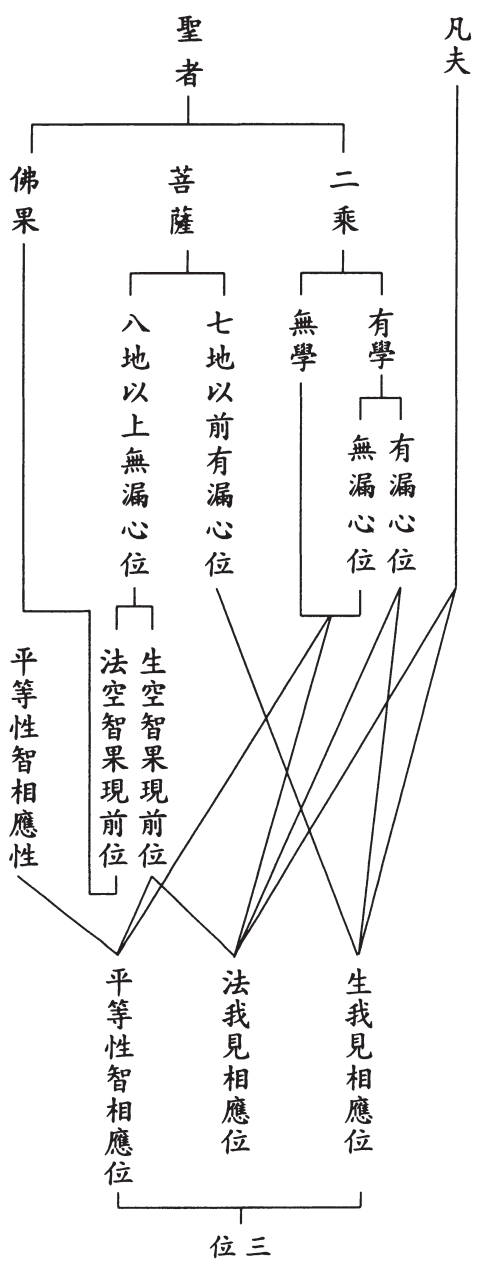 凡夫
聖者
二乘
菩薩
佛果
有學
無學
七地以前有漏心位
八地以上無漏心位
有漏心位
無漏心位
生空智果現前位
法空智果現前位
平等性智相應性
生我見相應位
法我見相應位
平等性智相應位
三位